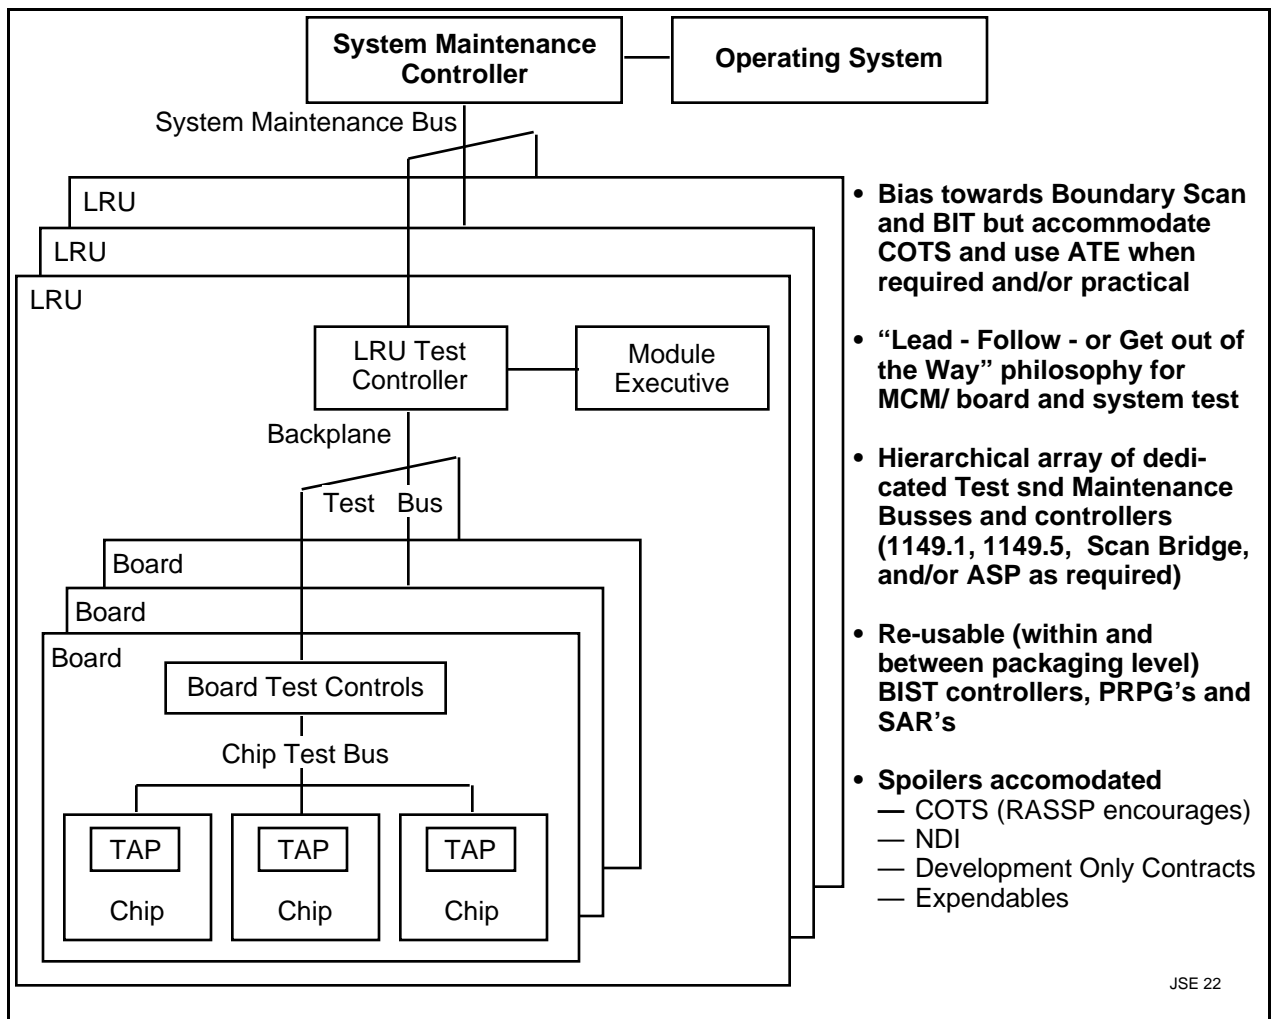 System Maintenance
Controller
Operating System
System Maintenance Bus
LRU
LRU
LRU
LRU Test
Controller
Module
Executive
Backplane
Test Bus
Board
Board
Board
Board Test Controls
Chip Test Bus
TAP
TAP
TAP
Chip
Chip
Chip
• Bias towards Boundary Scan
and BIT but accommodate
COTS and use ATE when
required and/or practical
• “Lead - Follow - or Get out of
the Way” philosophy for
MCM/ board and system test
• Hierarchical array of dedi-
cated Test snd Maintenance
Busses and controllers
(1149.1, 1149.5, Scan Bridge,
and/or ASP as required)
• Re-usable (within and
between packaging level)
BIST controllers, PRPG's and
SAR's
• Spoilers accomodated
— COTS (RASSP encourages)
— NDI
— Development Only Contracts
— Expendables
JSE 22